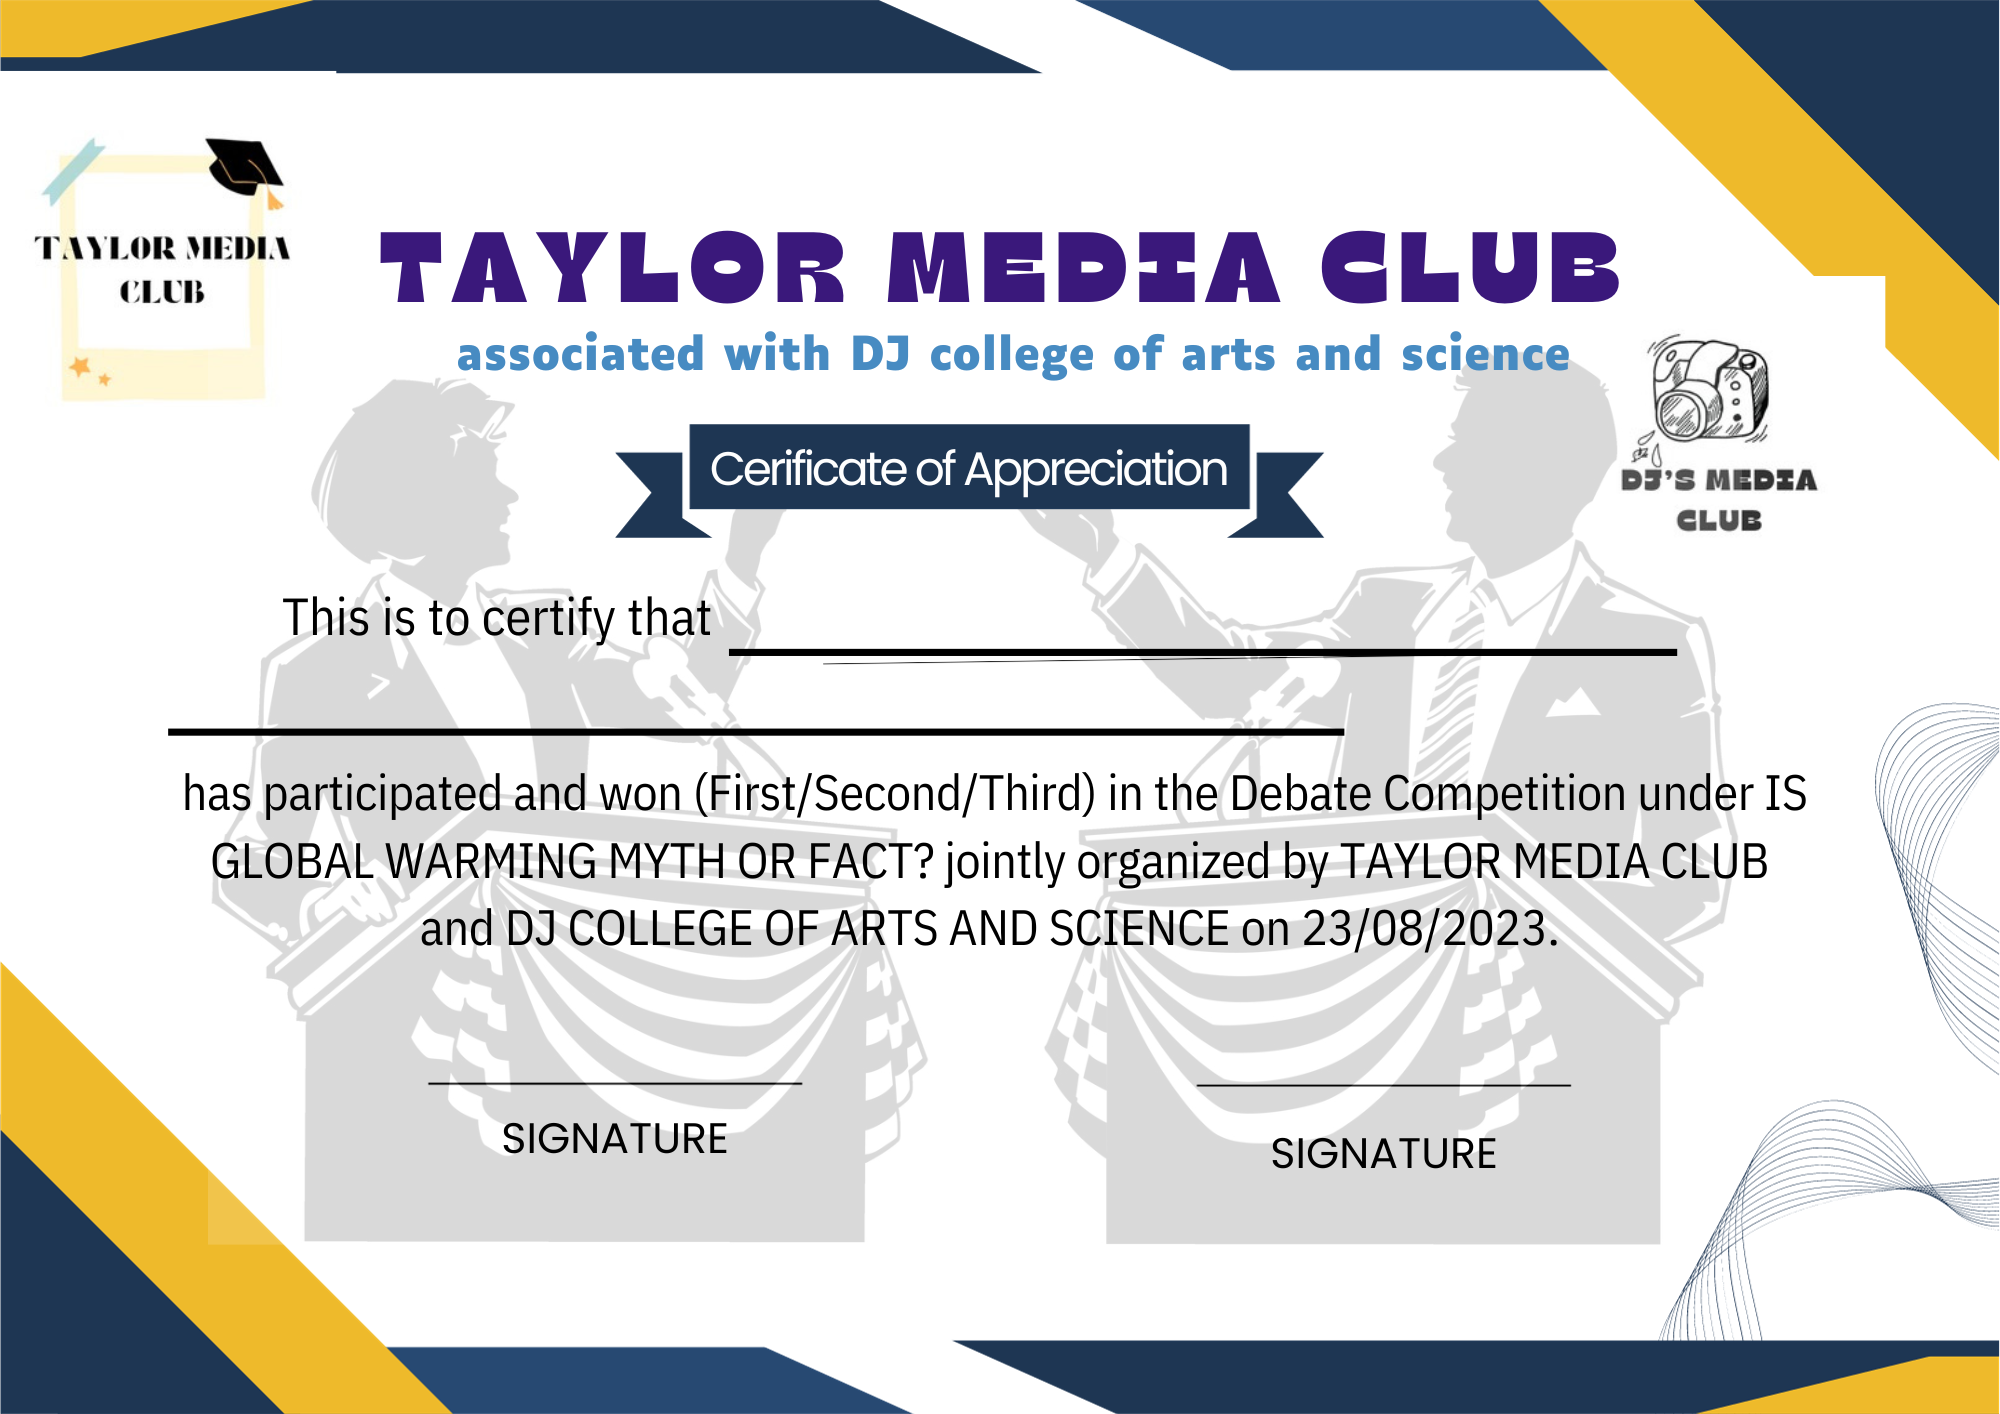 TAYLOR MEDIA
CLUB
TAYLOR MEDIA CLUB
associated with DJ college of arts and science
DJ'S MEDIA
CLUB
Cerificate of Appreciation
This is to certify that
has participated and won (First/Second/Third) in the Debate Competition under IS
GLOBAL WARMING MYTH OR FACT? jointly organized by TAYLOR MEDIA CLUB
and DJ COLLEGE OF ARTS AND SCIENCE on 23/08/2023.
SIGNATURE
SIGNATURE